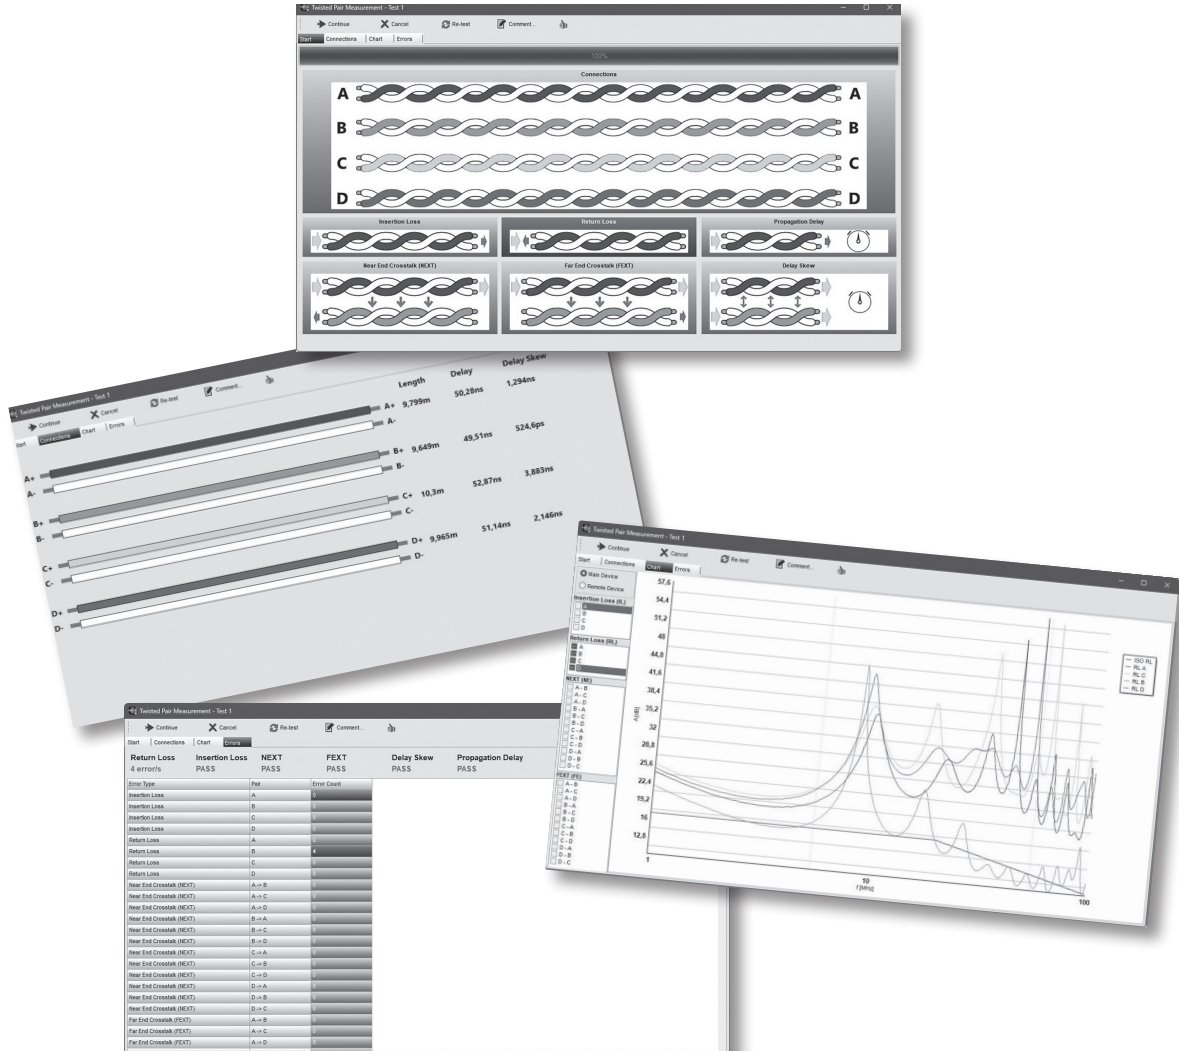 Twisted Pair Measurement - Test 1
Continue Cancel Re-test Comment...
Start Connections Chart Errors
100%
Connections
A A
B B
C C
D D
Insertion Loss Return Loss Propagation Delay
Near End Crosstalk (NEXT) Far End Crosstalk (FEXT) Delay Skew
Twisted Pair Measurement - Test 1
Continue Cancel Re-test Comment...
Start Connections Chart Errors
Length Delay Delay Skew
A+ A+ 9,799m 50,28ns 1,294ns
A- A-
B+ B+ 9,649m 49,51ns 524,6ps
B- B-
C+ C+ 10,3m 52,87ns 3,883ns
C- C-
D+ D+ 9,965m 51,14ns 2,146ns
D- D-
Twisted Pair Measurement - Test 1
Continue Cancel Re-test Comment...
Start Connections Chart Errors
Main Device
Remote Device
Insertion Loss (IL)
A
B
C
D
Return Loss (RL)
A
B
C
D
NEXT (NE)
A - B
A - C
A - D
B - A
B - C
B - D
C - A
C - B
C - D
D - A
D - B
D - C
FEXT (FE)
A - B
A - C
A - D
B - A
B - C
B - D
C - A
C - B
C - D
D - A
D - B
D - C
A[dB]
57,6
54,4
51,2
48
44,8
41,6
38,4
35,2
32
28,8
25,6
22,4
19,2
16
12,8
1 10 100
f [MHz]
ISO RL
RL A
RL C
RL B
RL D
Twisted Pair Measurement - Test 1
Continue Cancel Re-test Comment...
Start Connections Chart Errors
Return Loss Insertion Loss NEXT FEXT Delay Skew Propagation Delay
4 error/s PASS PASS PASS PASS PASS
Error Type Pair Error Count
Insertion Loss A 0
Insertion Loss B 0
Insertion Loss C 0
Insertion Loss D 0
Return Loss A 0
Return Loss B 4
Return Loss C 0
Return Loss D 0
Near End Crosstalk (NEXT) A -> B 0
Near End Crosstalk (NEXT) A -> C 0
Near End Crosstalk (NEXT) A -> D 0
Near End Crosstalk (NEXT) B -> A 0
Near End Crosstalk (NEXT) B -> C 0
Near End Crosstalk (NEXT) B -> D 0
Near End Crosstalk (NEXT) C -> A 0
Near End Crosstalk (NEXT) C -> B 0
Near End Crosstalk (NEXT) C -> D 0
Near End Crosstalk (NEXT) D -> A 0
Near End Crosstalk (NEXT) D -> B 0
Near End Crosstalk (NEXT) D -> C 0
Far End Crosstalk (FEXT) A -> B 0
Far End Crosstalk (FEXT) A -> C 0
Far End Crosstalk (FEXT) A -> D 0